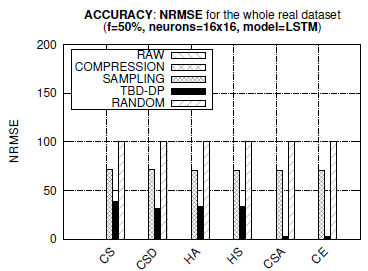 ACCURACY: NRMSE for the whole real dataset
(f=50%, neurons=16x16, model=LSTM)
200
150
100
50
0
NRMSE
RAW
COMPRESSION
SAMPLING
TBD-DP
RANDOM
CS
CSD
HA
HS
CSA
CE